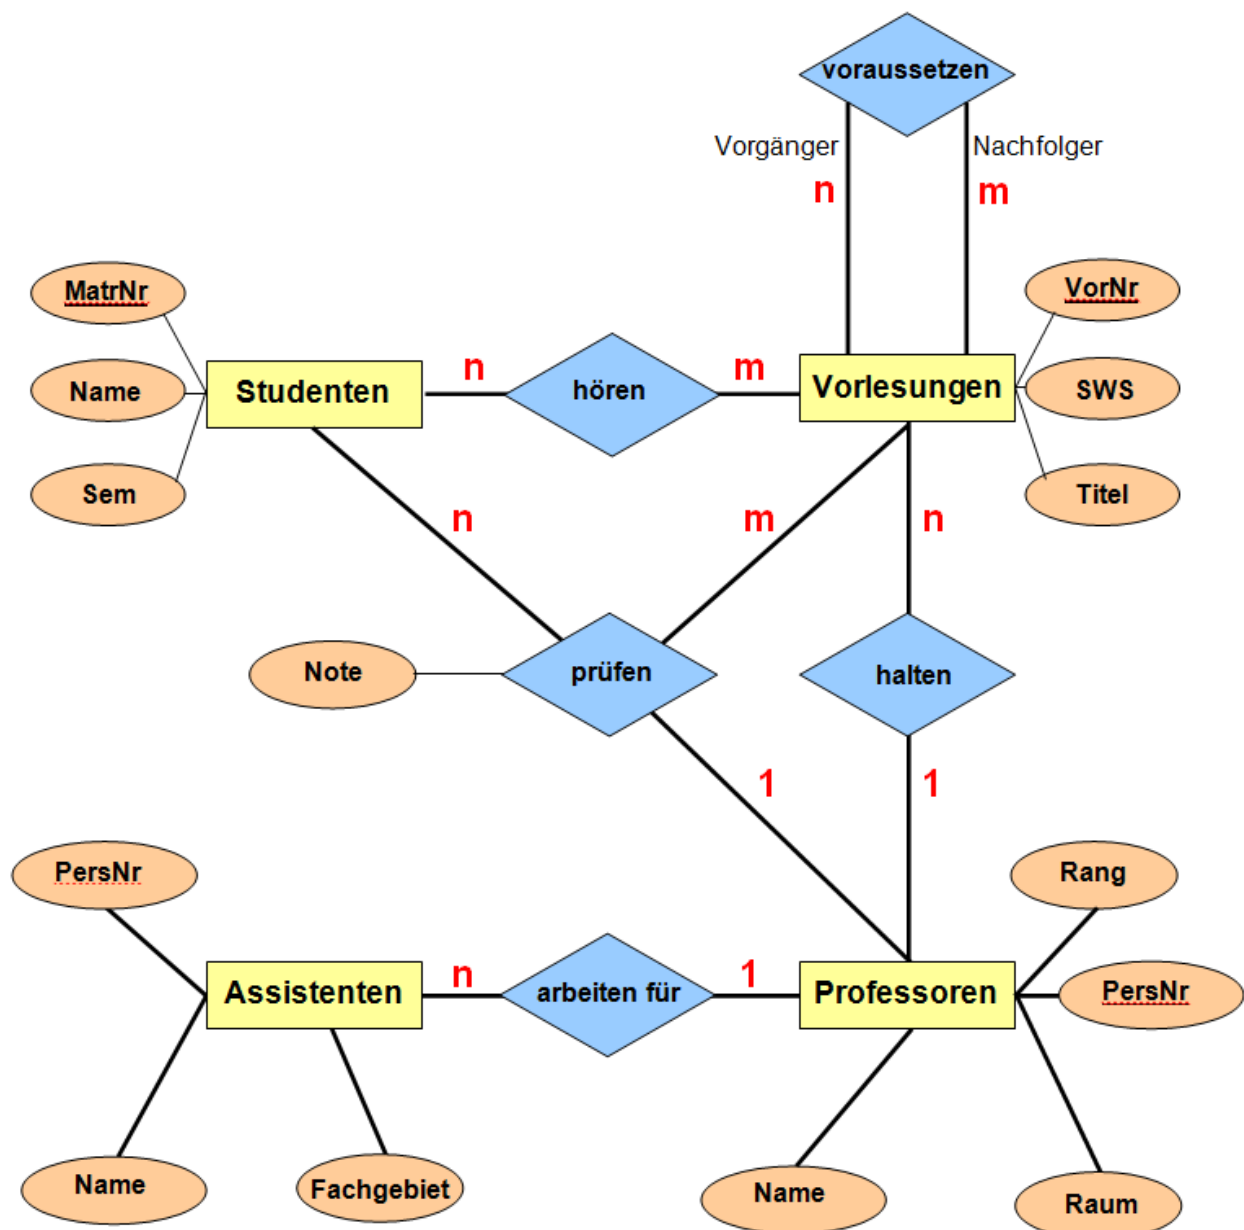 voraussetzen
Vorgänger
Nachfolger
n
m
MatrNr
VorNr
Name
Studenten
n
hören
m
Vorlesungen
SWS
Sem
Titel
n
m
n
Note
prüfen
halten
1
1
PersNr
Rang
Assistenten
n
arbeiten für
1
Professoren
PersNr
Name
Fachgebiet
Name
Raum